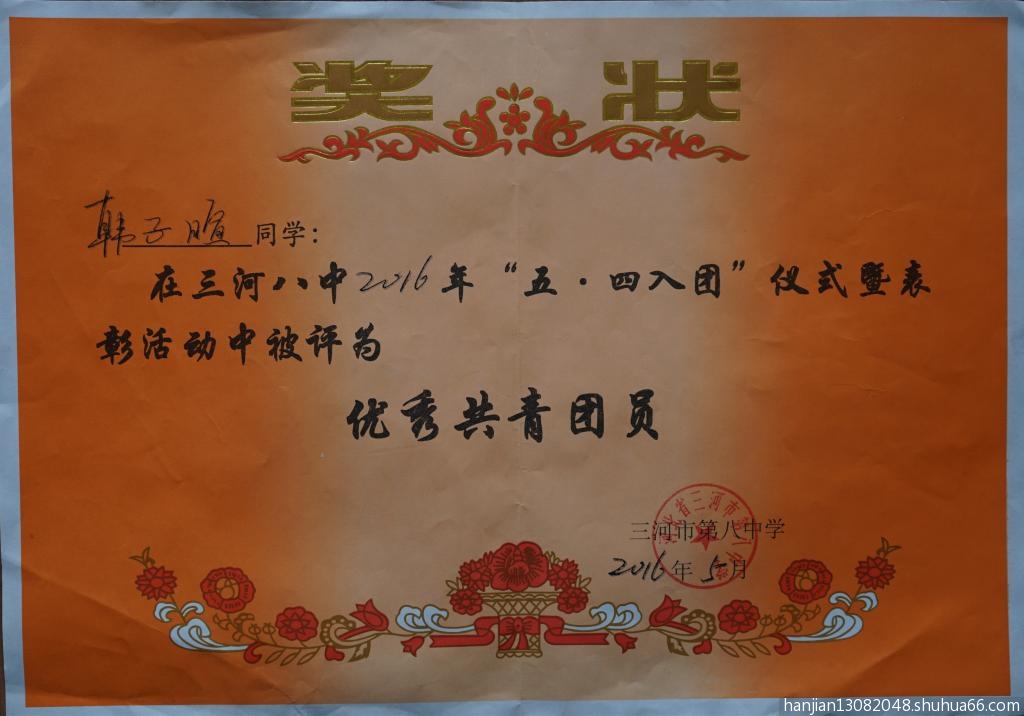 奖 状
韩子暄 同学：
在三河八中2016年“五·四入团”仪式暨表
彰活动中被评为
优秀共青团员
三河市第八中学
2016年5月
hanjian13082048.shuhua66.com